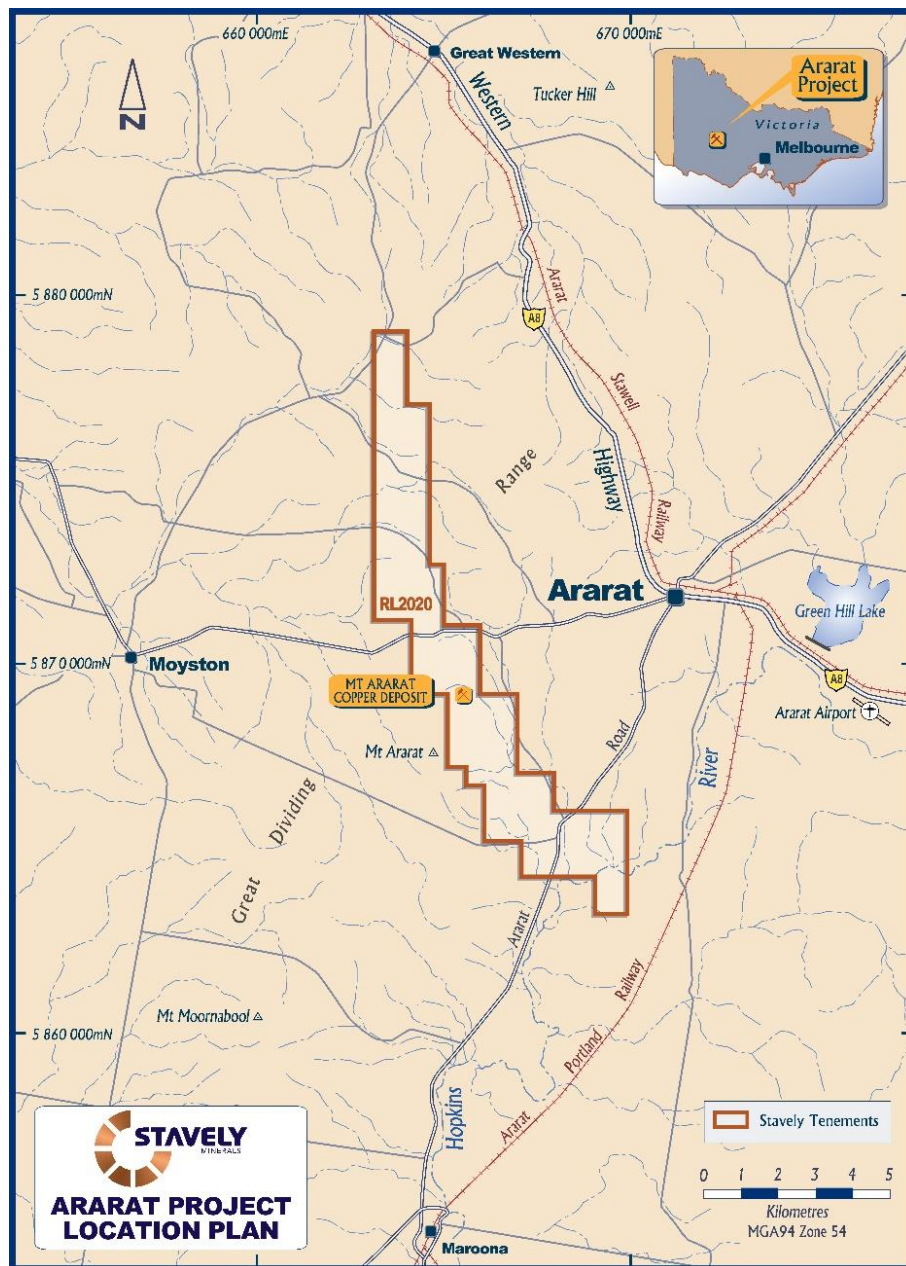 660 000mE
670 000mE
Great Western
Tucker Hill
Western
Ararat
Project
Victoria
Melbourne
N
5 880 000mN
A8
Ararat
Stawell
Railway
Highway
Range
RL2020
Ararat
Green Hill Lake
Moyston
5 870 000mN
MT ARARAT
COPPER DEPOSIT
A8
Ararat Airport
Mt Ararat
Road
River
Great
Dividing
Ararat
Railway
Portland
Ararat
Mt Moornabool
5 860 000mN
Hopkins
Maroona
STAVELY
MINERALS
ARARAT PROJECT
LOCATION PLAN
Stavely Tenements
0 1 2 3 4 5
Kilometres
MGA94 Zone 54